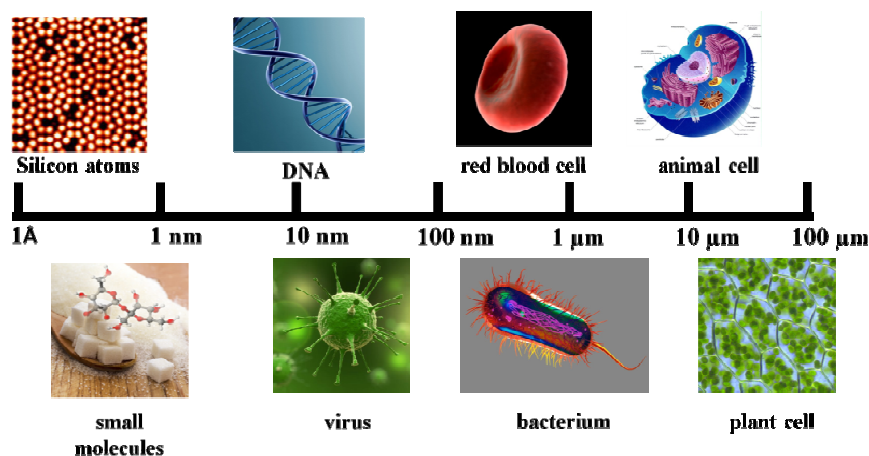 Silicon atoms
DNA
red blood cell
animal cell
1Å
1 nm
10 nm
100 nm
1 µm
10 µm
100 µm
small
molecules
virus
bacterium
plant cell